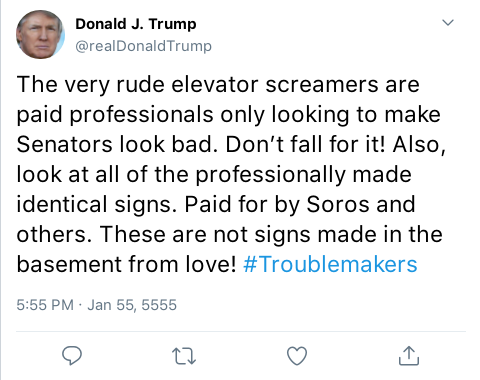 Donald J. Trump
@realDonaldTrump
The very rude elevator screamers are
paid professionals only looking to make
Senators look bad. Don’t fall for it! Also,
look at all of the professionally made
identical signs. Paid for by Soros and
others. These are not signs made in the
basement from love! #Troublemakers
5:55 PM · Jan 55, 5555